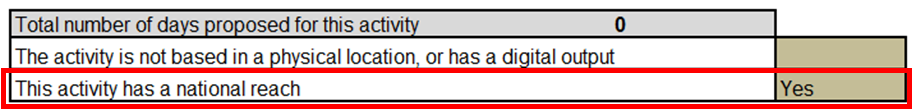 Total number of days proposed for this activity 0
The activity is not based in a physical location, or has a digital output
This activity has a national reach Yes